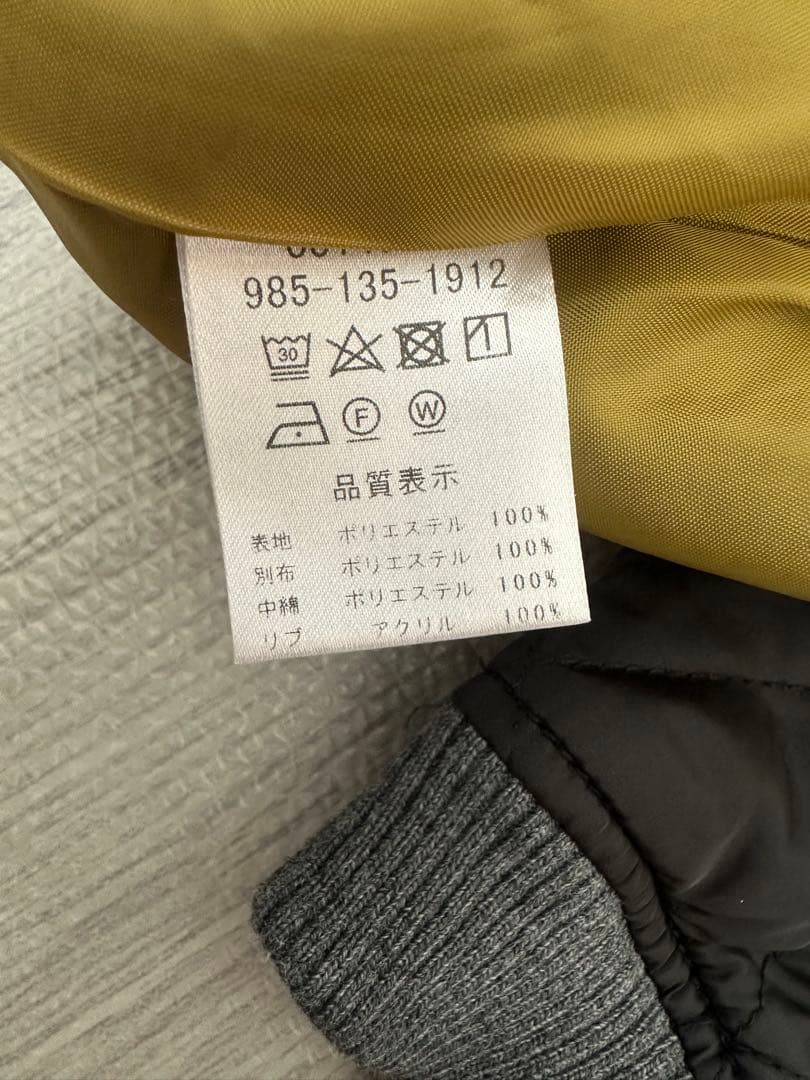 985-135-1912
30
F W
品質表示
表地 ポリエステル 100%
別布 ポリエステル 100%
中綿 ポリエステル 100%
リブ アクリル 100%